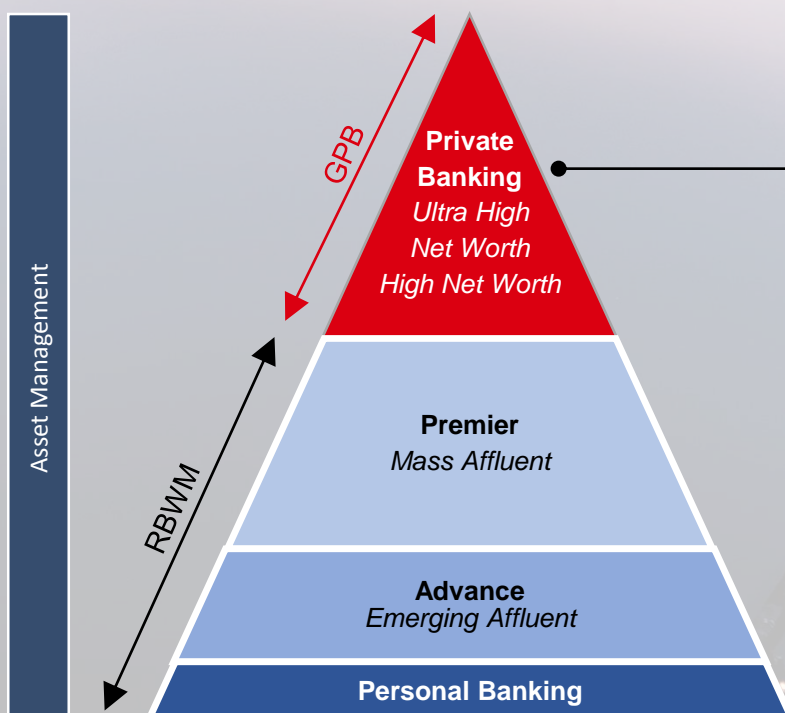 Asset Management
GPB
RBWM
Private
Banking
Ultra High
Net Worth
High Net Worth
Premier
Mass Affluent
Advance
Emerging Affluent
Personal Banking